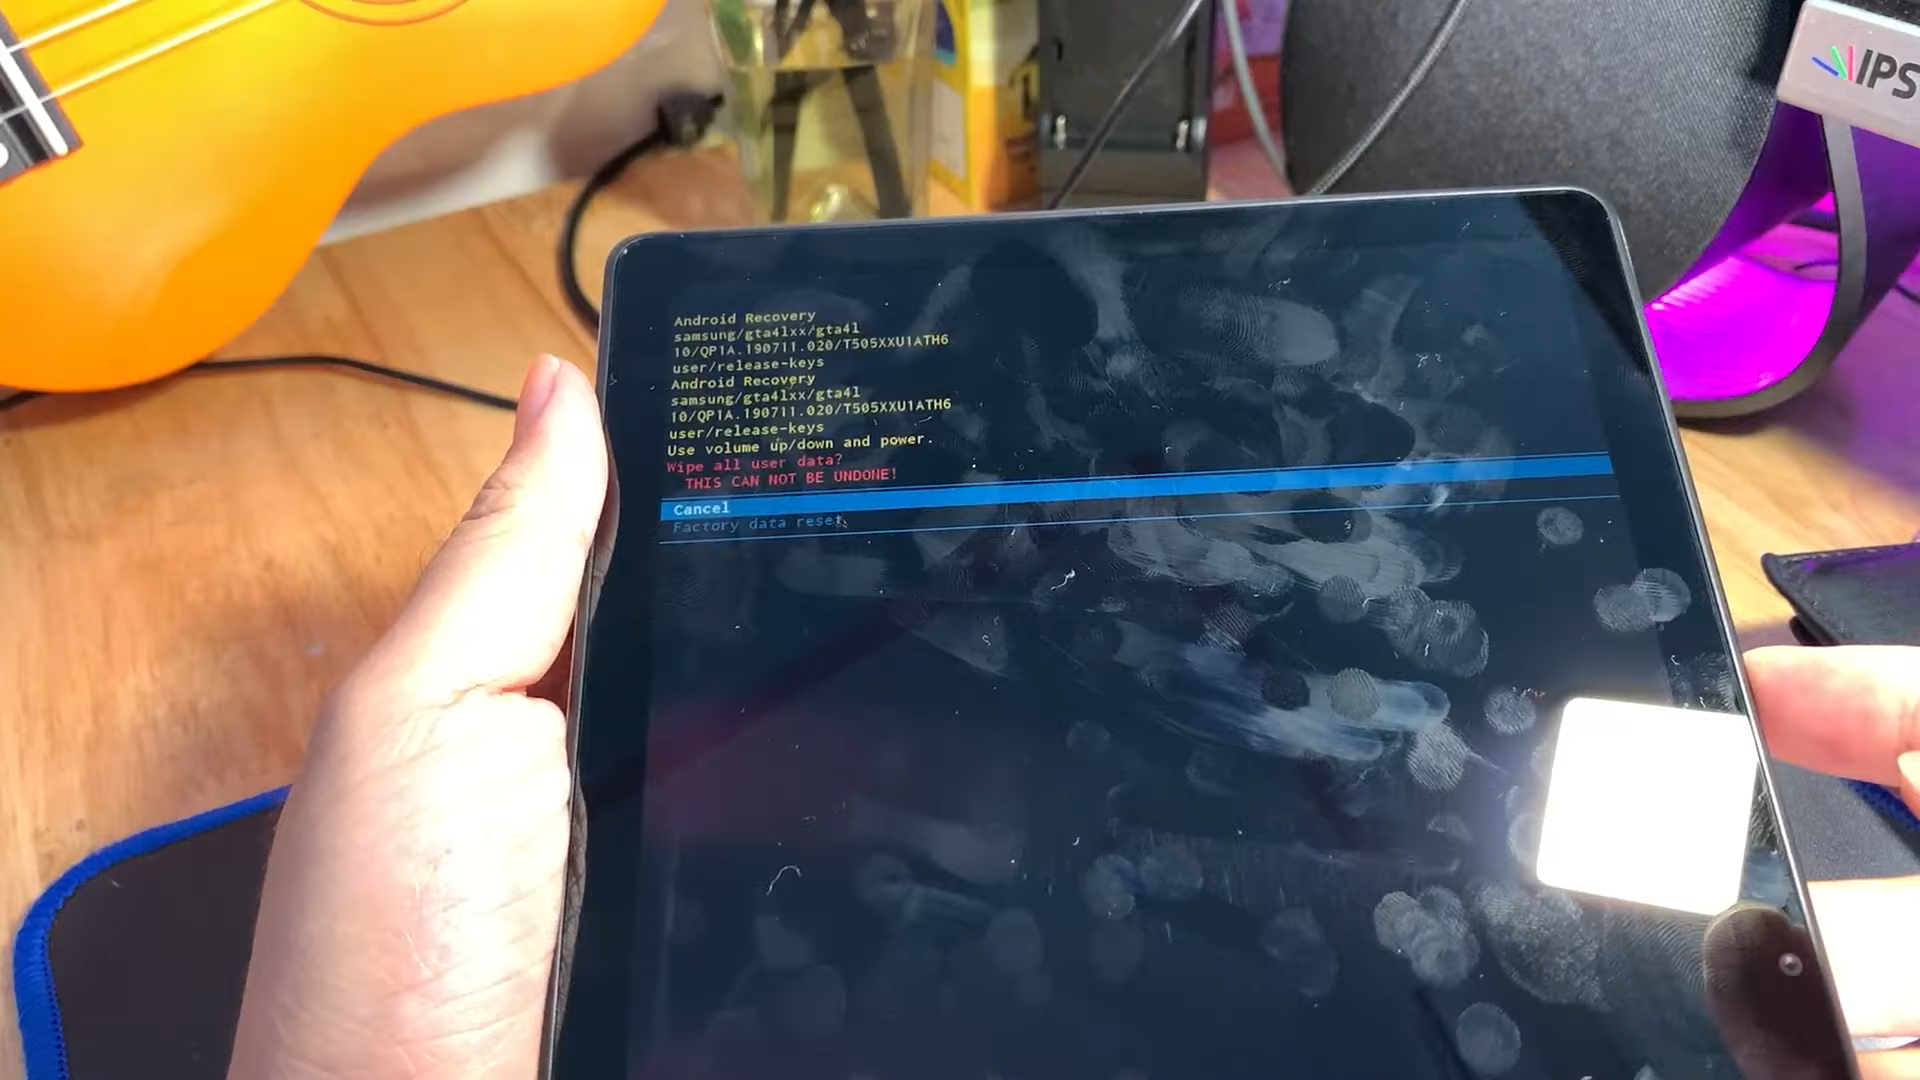 IPS
Android Recovery
samsung/gta4lxx/gta4l
10/QP1A.190711.020/T505XXU1ATH6
user/release-keys
Android Recovery
samsung/gta4lxx/gta4l
10/QP1A.190711.020/T505XXU1ATH6
user/release-keys
Use volume up/down and power.
Wipe all user data?
THIS CAN NOT BE UNDONE!
Cancel
Factory data reset